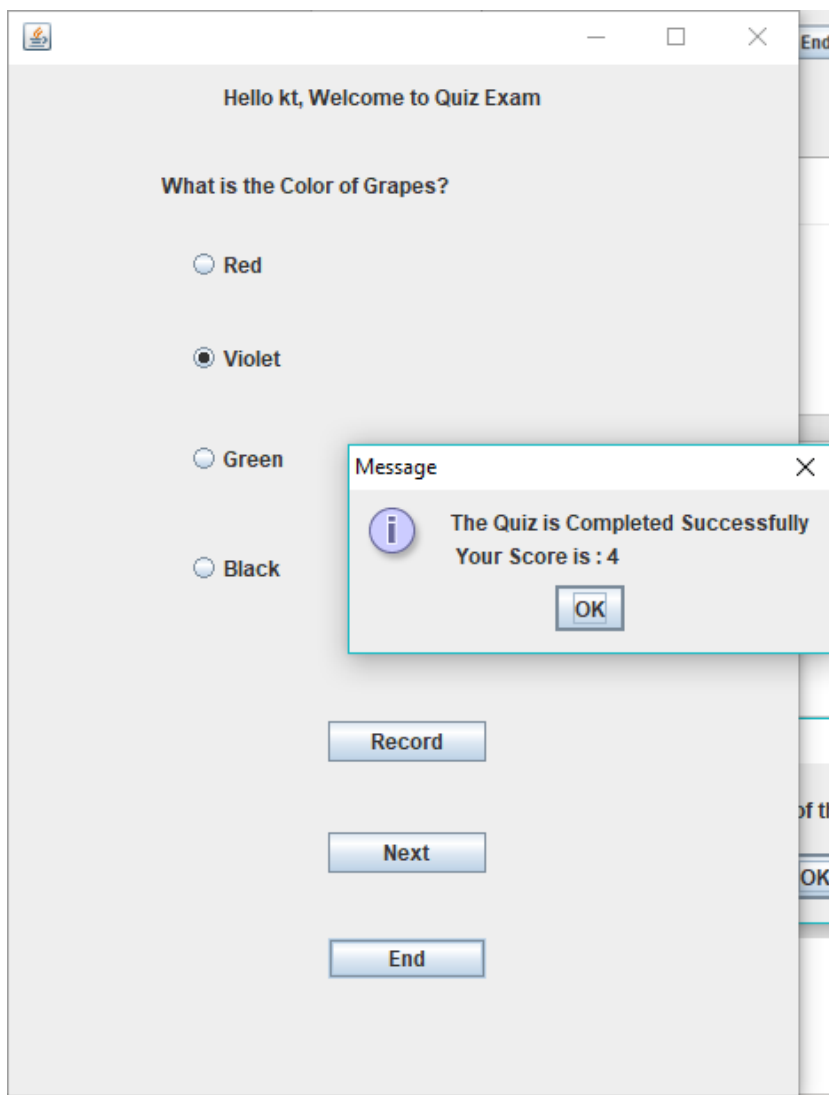 End
Hello kt, Welcome to Quiz Exam
What is the Color of Grapes?
Red
Violet
Green
Message
The Quiz is Completed Successfully
Your Score is : 4
OK
Black
Record
Next
of t
OK
End